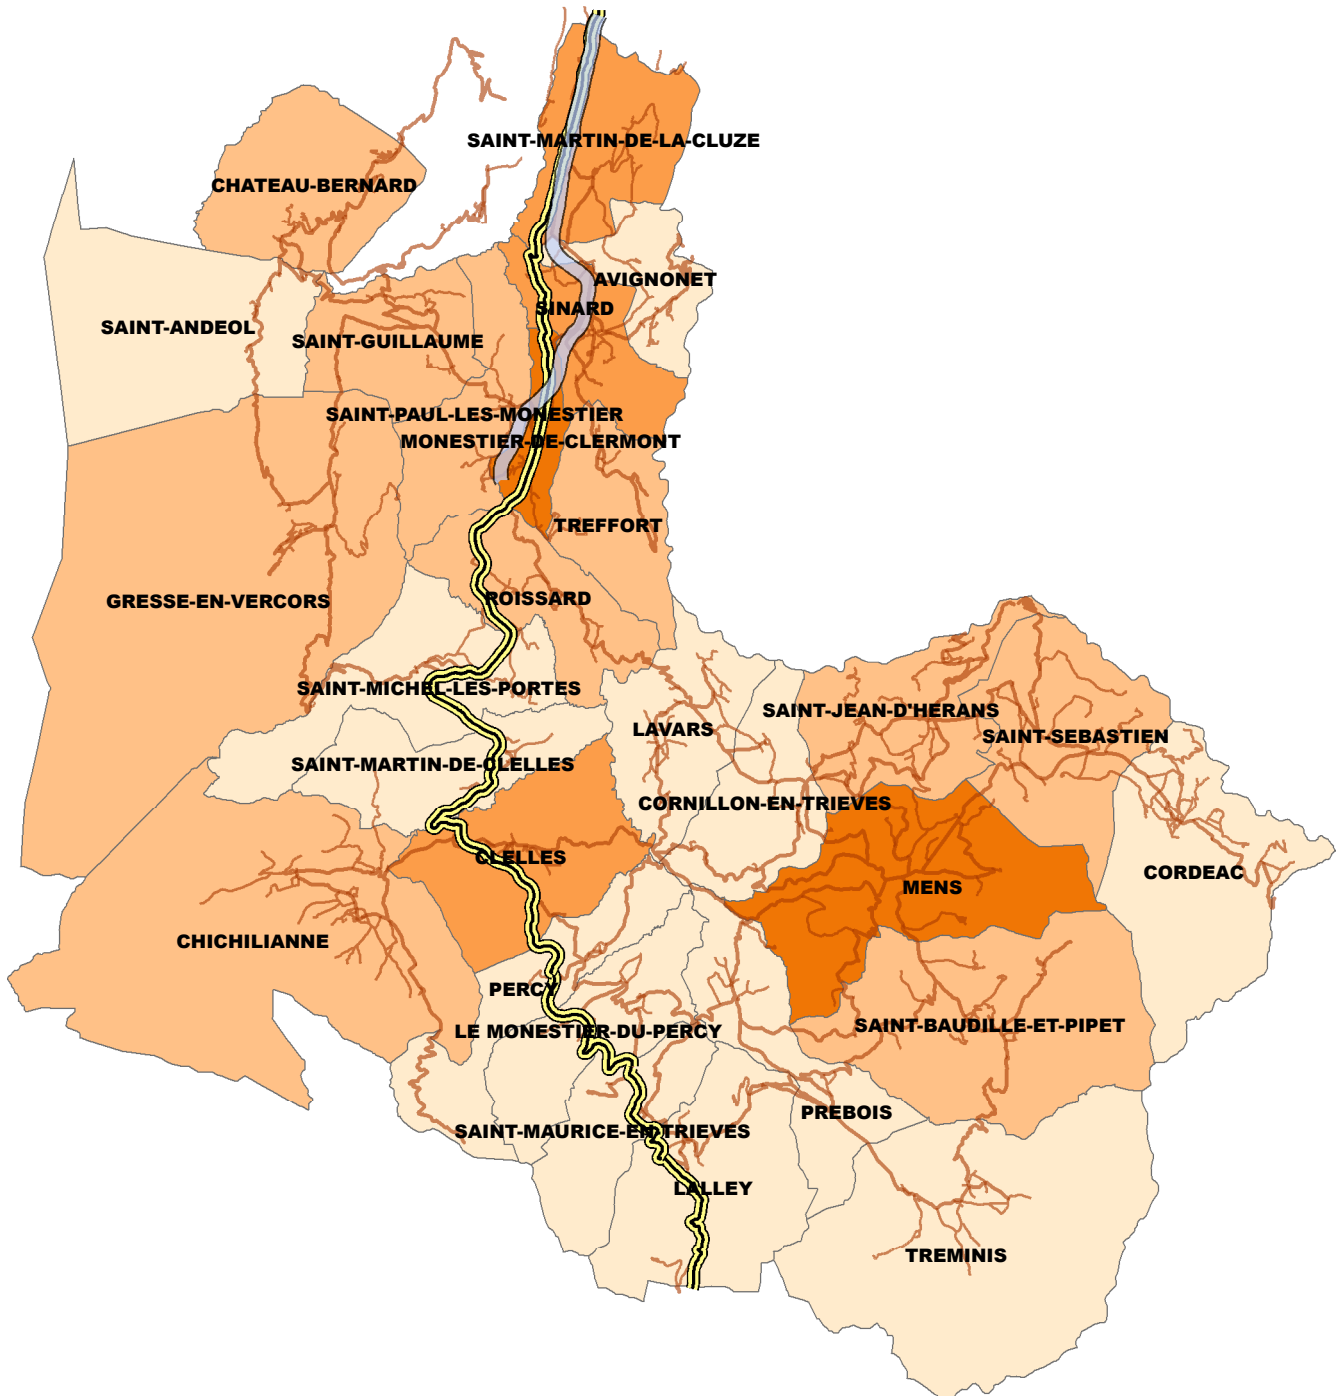 SAINT-MARTIN-DE-LA-CLUZE
CHATEAU-BERNARD
AVIGNONET
SINARD
SAINT-ANDEOL
SAINT-GUILLAUME
SAINT-PAUL-LES-MONESTIER
MONESTIER-DE-CLERMONT
TREFFORT
GRESSE-EN-VERCORS
ROISSARD
SAINT-MICHEL-LES-PORTES
SAINT-JEAN-D'HERANS
LAVARS
SAINT-SEBASTIEN
SAINT-MARTIN-DE-CLELLES
CORNILLON-EN-TRIEVES
CLELLES
CORDEAC
MENS
CHICHILIANNE
PERCY
SAINT-BAUDILLE-ET-PIPET
LE MONESTIER-DU-PERCY
PREBOIS
SAINT-MAURICE-EN-TRIEVES
LALLEY
TREMINIS